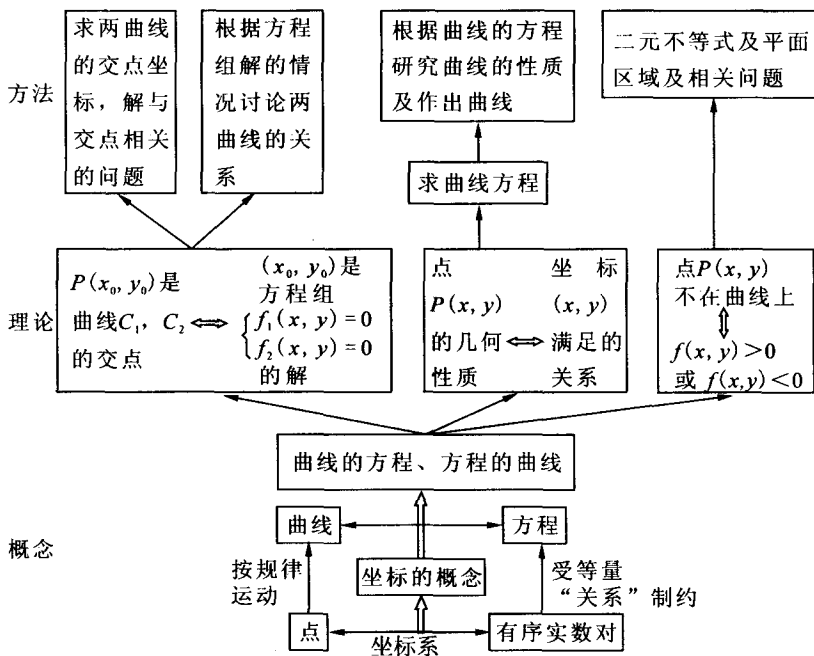 方法
求两曲线
的交点坐
标，解与
交点相关
的问题
根据方程
组解的情
况讨论两
曲线的关
系
根据曲线的方程
研究曲线的性质
及作出曲线
求曲线方程
二元不等式及平面
区域及相关问题
理论
P(x₀, y₀)是
曲线C₁，C₂
的交点
⇔
(x₀, y₀)是
方程组
{f₁(x, y)=0
f₂(x, y)=0
的解
点
P(x, y)
的几何
性质
⇔
坐标
(x, y)
满足的
关系
点P(x, y)
不在曲线上
⇕
f(x, y)>0
或 f(x,y)<0
概念
曲线的方程、方程的曲线
曲线
方程
按规律
运动
坐标的概念
受等量
“关系”制约
点
坐标系
有序实数对